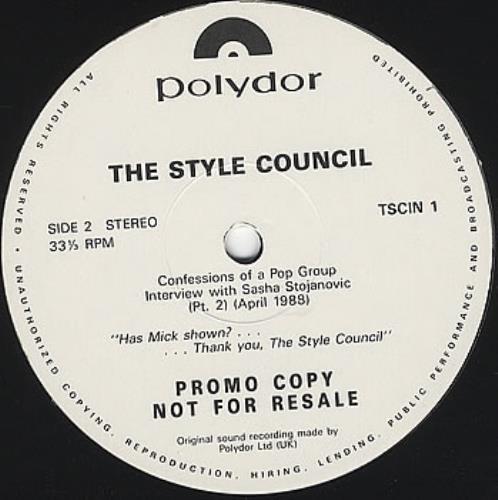 polydor
THE STYLE COUNCIL
SIDE 2 STEREO
33⅓ RPM
TSCIN 1
Confessions of a Pop Group
Interview with Sasha Stojanovic
(Pt. 2) (April 1988)
"Has Mick shown? . . .
. . . Thank you, The Style Council"
PROMO COPY
NOT FOR RESALE
Original sound recording made by
Polydor Ltd (UK)
ALL RIGHTS RESERVED • UNAUTHORIZED COPYING, REPRODUCTION, HIRING, LENDING, PUBLIC PERFORMANCE AND BROADCASTING PROHIBITED